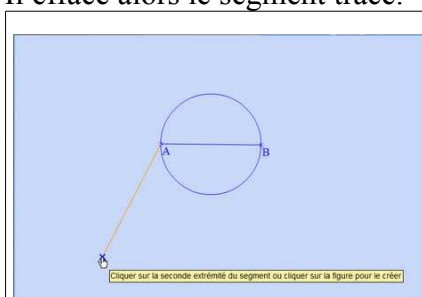 Il efface alors le segment tracé.
A
B
Cliquer sur la seconde extrémité du segment ou cliquer sur la figure pour le créer